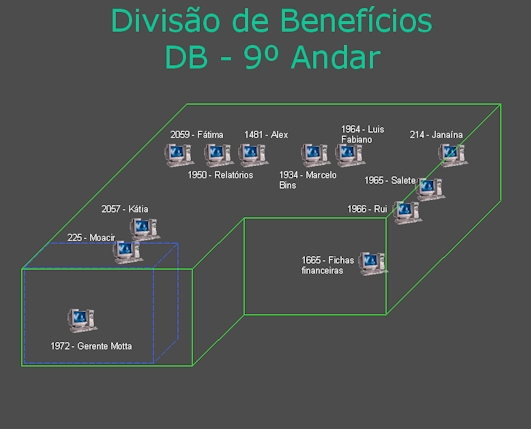 Divisão de Benefícios
DB - 9º Andar
2059 - Fátima
1481 - Alex
1964 - Luis
Fabiano
214 - Janaína
1950 - Relatórios
1934 - Marcelo
Bins
1965 - Salete
1966 - Rui
2057 - Kátia
225 - Moacir
1665 - Fichas
financeiras
1972 - Gerente Motta